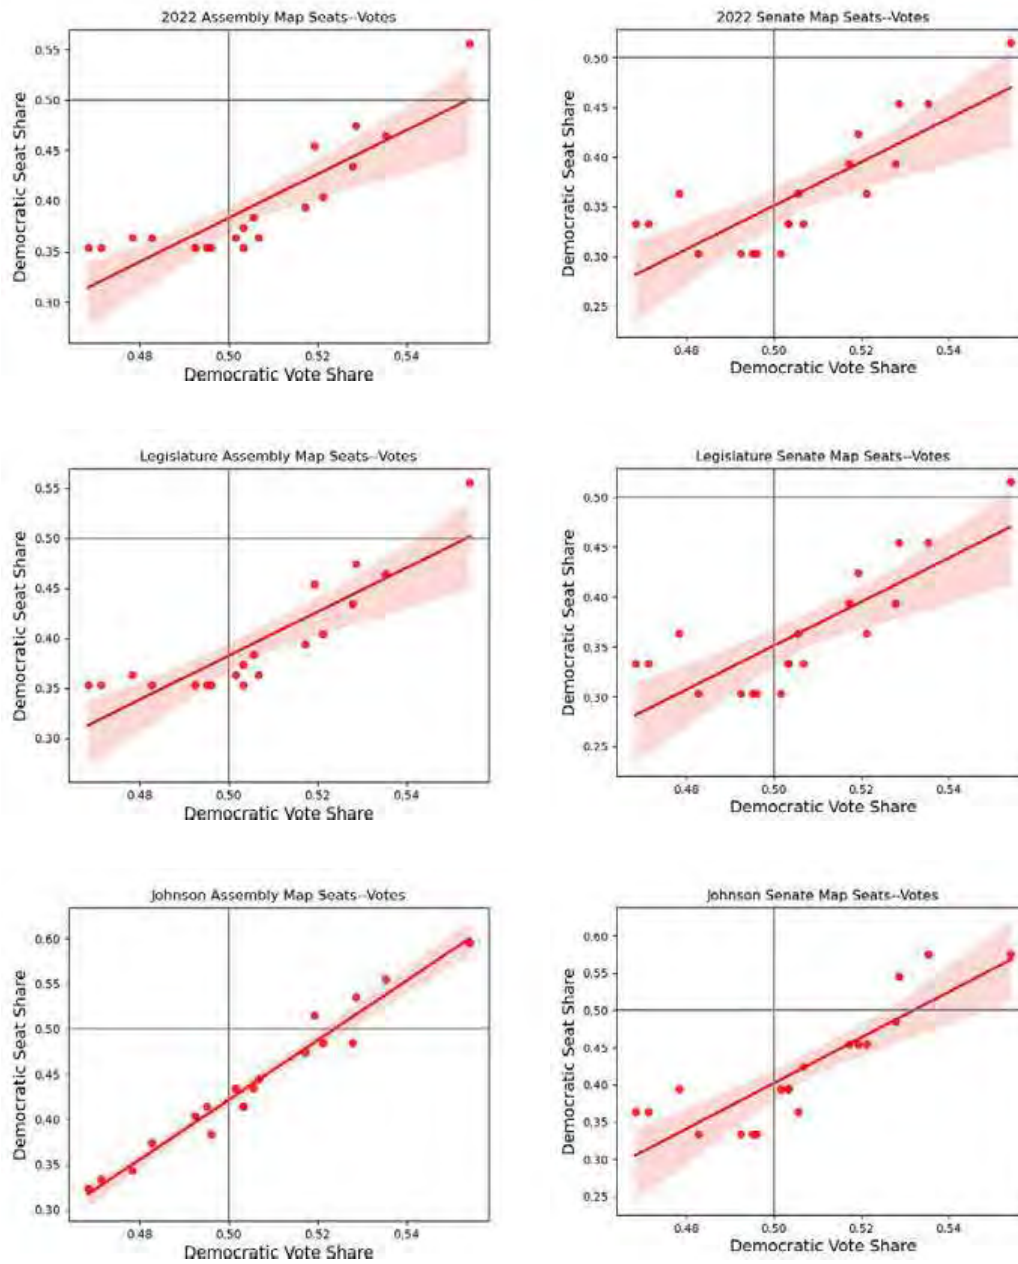 2022 Assembly Map Seats--Votes
Democratic Seat Share
0.55
0.50
0.45
0.40
0.35
0.30
0.48 0.50 0.52 0.54
Democratic Vote Share
2022 Senate Map Seats--Votes
Democratic Seat Share
0.50
0.45
0.40
0.35
0.30
0.25
0.48 0.50 0.52 0.54
Democratic Vote Share
Legislature Assembly Map Seats--Votes
Democratic Seat Share
0.55
0.50
0.45
0.40
0.35
0.30
0.48 0.50 0.52 0.54
Democratic Vote Share
Legislature Senate Map Seats--Votes
Democratic Seat Share
0.50
0.45
0.40
0.35
0.30
0.25
0.48 0.50 0.52 0.54
Democratic Vote Share
Johnson Assembly Map Seats--Votes
Democratic Seat Share
0.60
0.55
0.50
0.45
0.40
0.35
0.30
0.48 0.50 0.52 0.54
Democratic Vote Share
Johnson Senate Map Seats--Votes
Democratic Seat Share
0.60
0.55
0.50
0.45
0.40
0.35
0.30
0.25
0.48 0.50 0.52 0.54
Democratic Vote Share